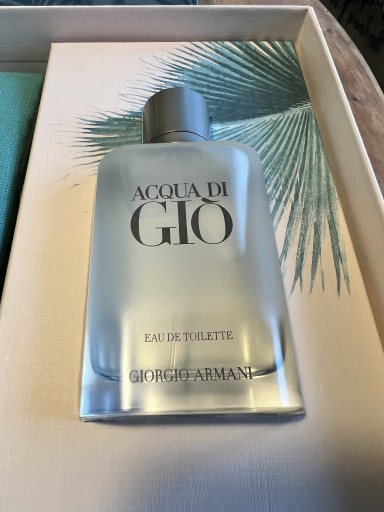 ACQUA DI
GIÒ
EAU DE TOILETTE
GIORGIO ARMANI